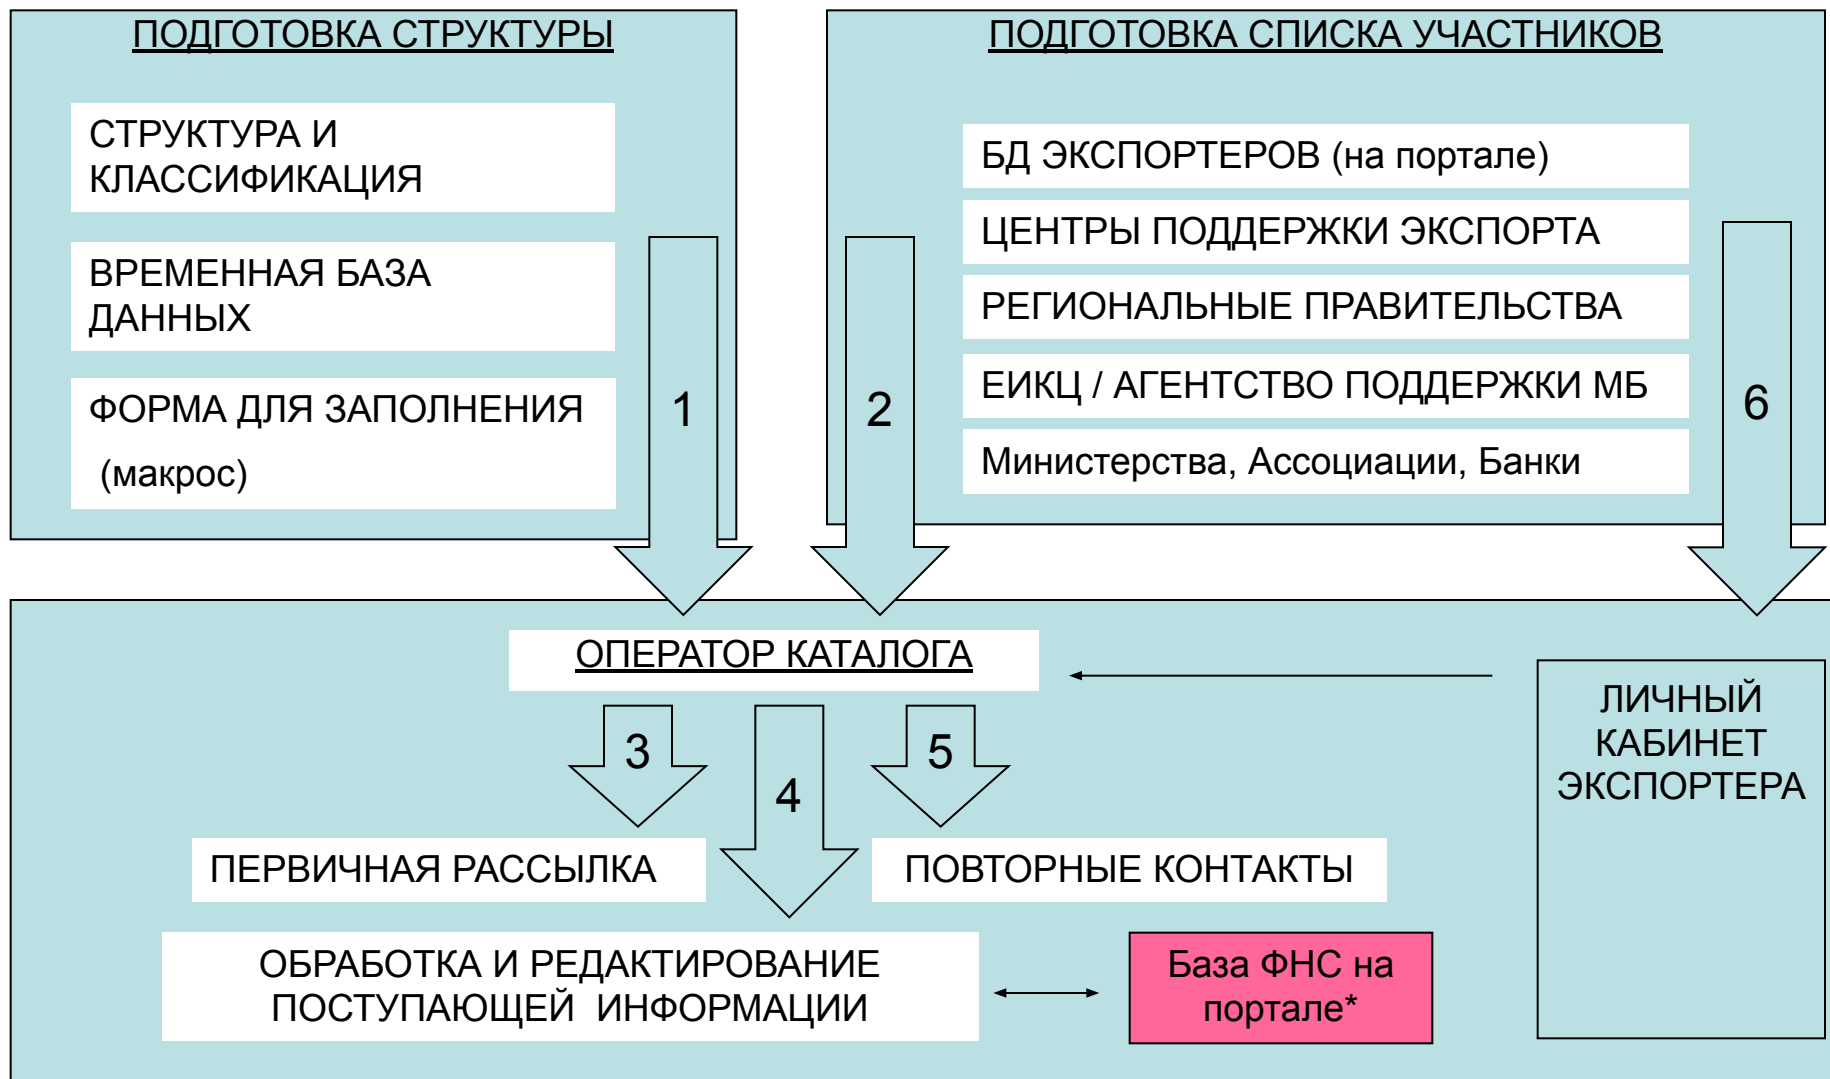 ПОДГОТОВКА СТРУКТУРЫ
СТРУКТУРА И
КЛАССИФИКАЦИЯ
ВРЕМЕННАЯ БАЗА
ДАННЫХ
ФОРМА ДЛЯ ЗАПОЛНЕНИЯ
(макрос)
1
ПОДГОТОВКА СПИСКА УЧАСТНИКОВ
БД ЭКСПОРТЕРОВ (на портале)
ЦЕНТРЫ ПОДДЕРЖКИ ЭКСПОРТА
РЕГИОНАЛЬНЫЕ ПРАВИТЕЛЬСТВА
ЕИКЦ / АГЕНТСТВО ПОДДЕРЖКИ МБ
Министерства, Ассоциации, Банки
2
6
ОПЕРАТОР КАТАЛОГА
3
4
5
ПЕРВИЧНАЯ РАССЫЛКА
ПОВТОРНЫЕ КОНТАКТЫ
ОБРАБОТКА И РЕДАКТИРОВАНИЕ
ПОСТУПАЮЩЕЙ  ИНФОРМАЦИИ
База ФНС на
портале*
ЛИЧНЫЙ
КАБИНЕТ
ЭКСПОРТЕРА